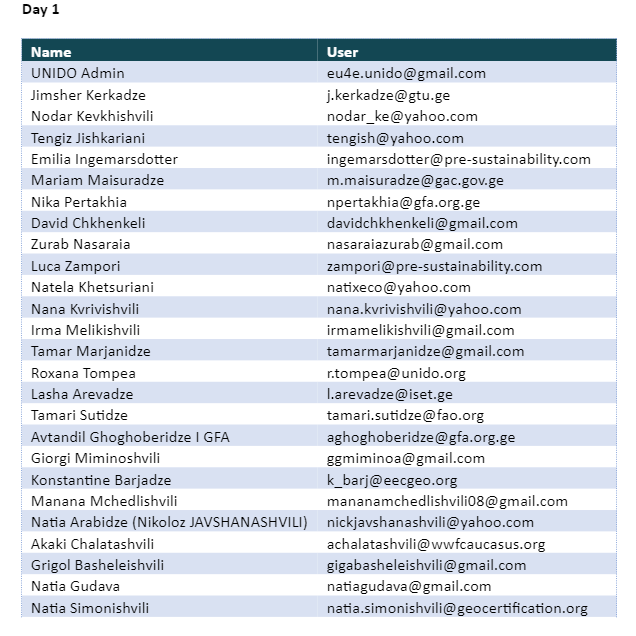 Day 1
Name User
UNIDO Admin eu4e.unido@gmail.com
Jimsher Kerkadze j.kerkadze@gtu.ge
Nodar Kevkhishvili nodar_ke@yahoo.com
Tengiz Jishkariani tengish@yahoo.com
Emilia Ingemarsdotter ingemarsdotter@pre-sustainability.com
Mariam Maisuradze m.maisuradze@gac.gov.ge
Nika Pertakhia npertakhia@gfa.org.ge
David Chkhenkeli davidchkhenkeli@gmail.com
Zurab Nasaraia nasaraiazurab@gmail.com
Luca Zampori zampori@pre-sustainability.com
Natela Khetsuriani natixeco@yahoo.com
Nana Kvrivishvili nana.kvrivishvili@yahoo.com
Irma Melikishvili irmamelikishvili@gmail.com
Tamar Marjanidze tamarmarjanidze@gmail.com
Roxana Tompea r.tompea@unido.org
Lasha Arevadze l.arevadze@iset.ge
Tamari Sutidze tamari.sutidze@fao.org
Avtandil Ghoghoberidze I GFA aghoghoberidze@gfa.org.ge
Giorgi Miminoshvili ggmiminoa@gmail.com
Konstantine Barjadze k_barj@eecgeo.org
Manana Mchedlishvili mananamchedlishvili08@gmail.com
Natia Arabidze (Nikoloz JAVSHANASHVILI) nickjavshanashvili@yahoo.com
Akaki Chalatashvili achalatashvili@wwfcaucasus.org
Grigol Basheleishvili gigabasheleishvili@gmail.com
Natia Gudava natiagudava@gmail.com
Natia Simonishvili natia.simonishvili@geocertification.org